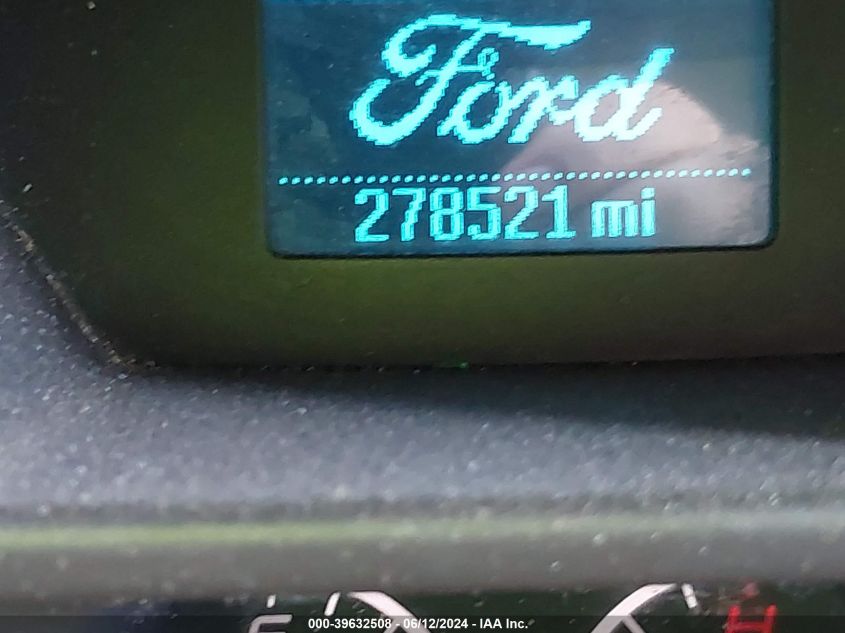 Ford
278521 mi
F H
000-39632508 - 06/12/2024 - IAA Inc.